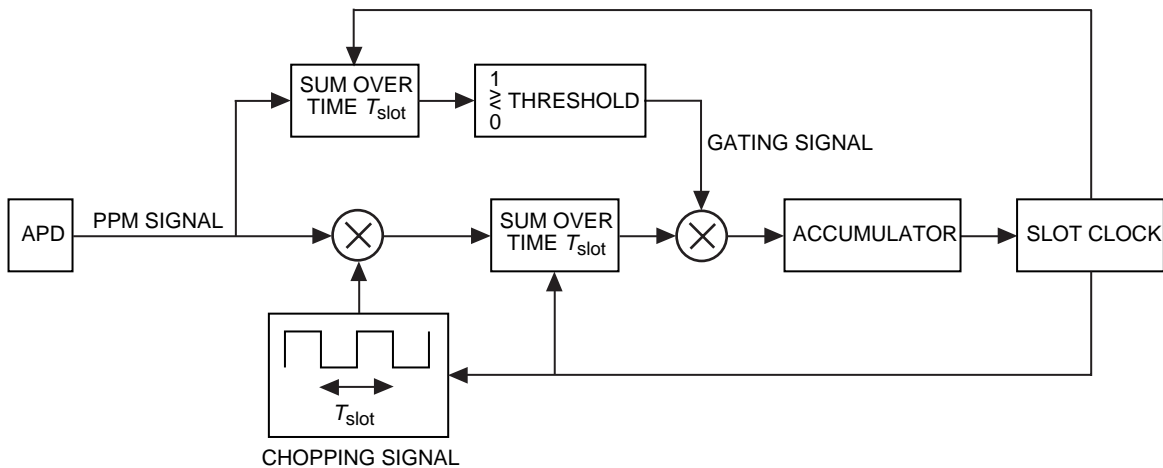 SUM OVER
TIME Tslot
1
≷
0
THRESHOLD
GATING SIGNAL
APD
PPM SIGNAL
SUM OVER
TIME Tslot
ACCUMULATOR
SLOT CLOCK
Tslot
CHOPPING SIGNAL